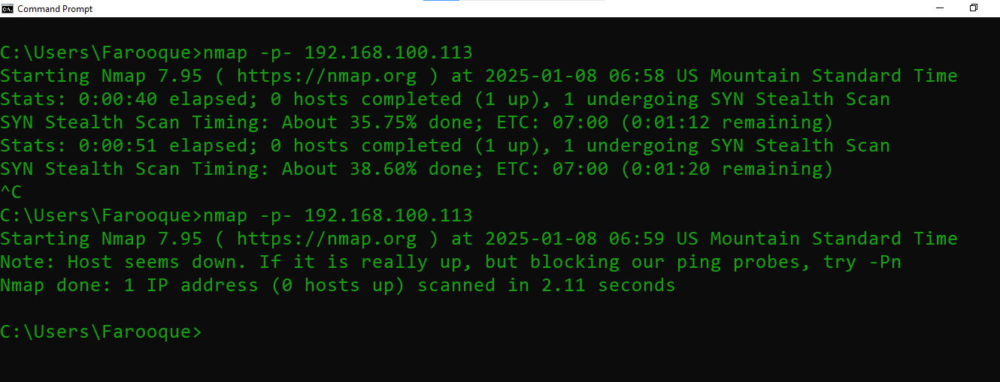 Command Prompt
C:\Users\Farooque>nmap -p- 192.168.100.113
Starting Nmap 7.95 ( https://nmap.org ) at 2025-01-08 06:58 US Mountain Standard Time
Stats: 0:00:40 elapsed; 0 hosts completed (1 up), 1 undergoing SYN Stealth Scan
SYN Stealth Scan Timing: About 35.75% done; ETC: 07:00 (0:01:12 remaining)
Stats: 0:00:51 elapsed; 0 hosts completed (1 up), 1 undergoing SYN Stealth Scan
SYN Stealth Scan Timing: About 38.60% done; ETC: 07:00 (0:01:20 remaining)
^C
C:\Users\Farooque>nmap -p- 192.168.100.113
Starting Nmap 7.95 ( https://nmap.org ) at 2025-01-08 06:59 US Mountain Standard Time
Note: Host seems down. If it is really up, but blocking our ping probes, try -Pn
Nmap done: 1 IP address (0 hosts up) scanned in 2.11 seconds
C:\Users\Farooque>